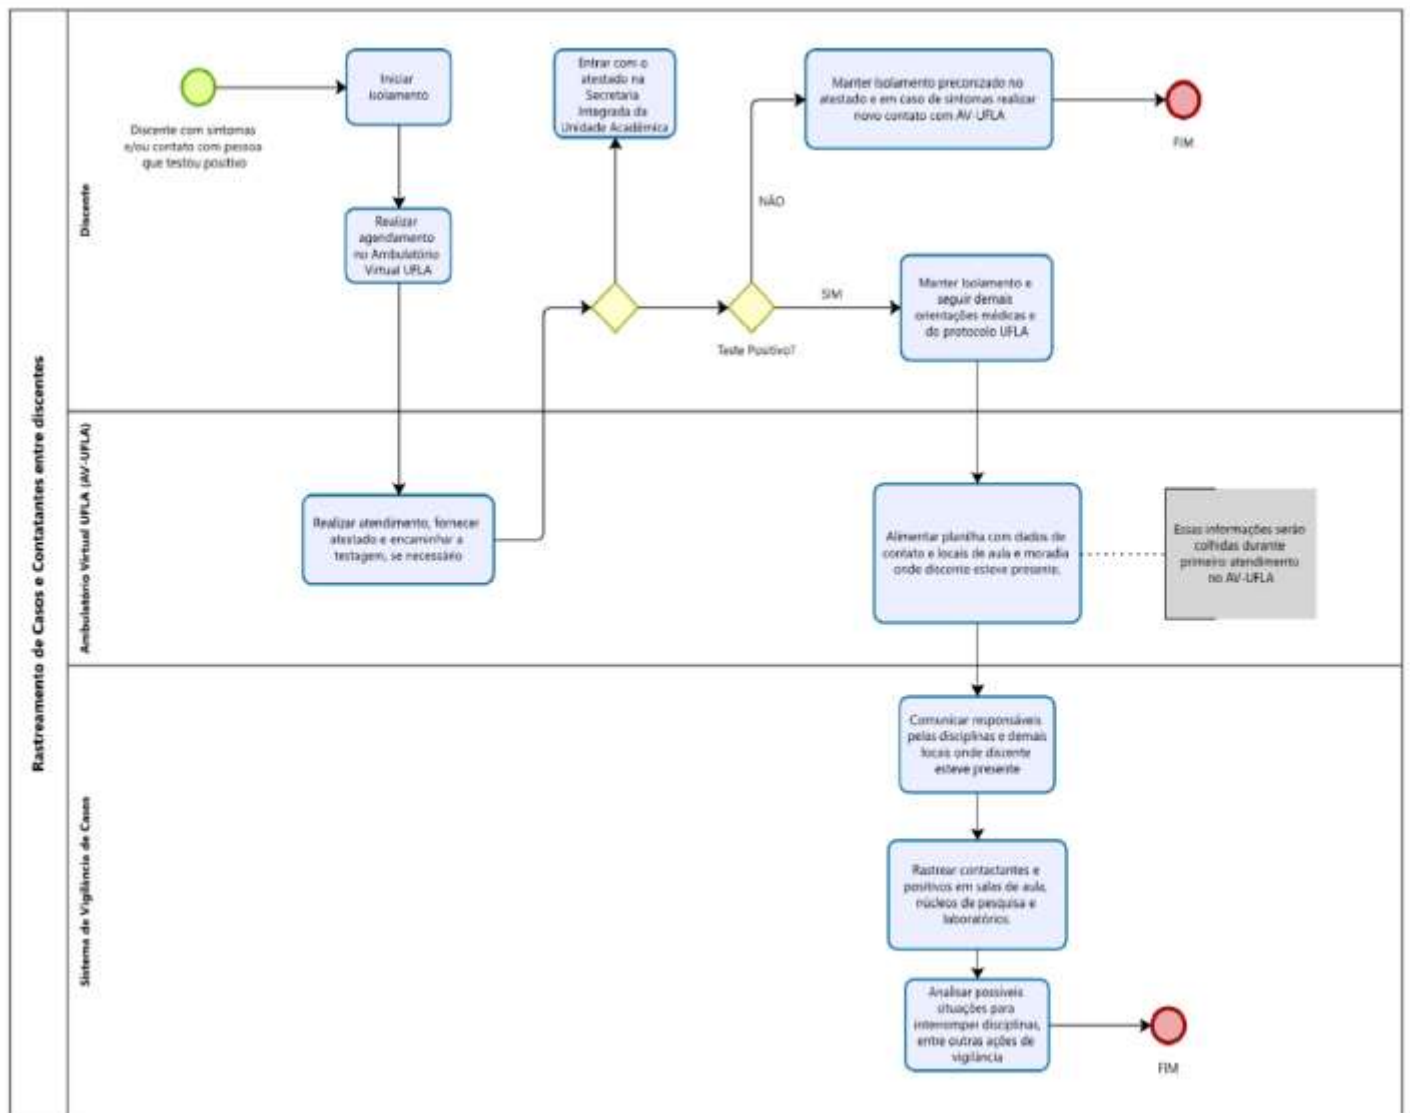 Rastreamento de Casos e Contatantes entre discentes
Discente
Discente com sintomas
e/ou contato com pessoa
que testou positivo
Iniciar
isolamento
Realizar
agendamento
no Ambulatório
Virtual UFLA
Entrar com o
atestado na
Secretaria
Integrada da
Unidade Acadêmica
Teste Positivo?
NÃO
SIM
Manter Isolamento preconizado no
atestado e em caso de sintomas realizar
novo contato com AV-UFLA
FIM
Manter Isolamento e
seguir demais
orientações médicas e
do protocolo UFLA
Ambulatório Virtual UFLA (AV-UFLA)
Realizar atendimento, fornecer
atestado e encaminhar a
testagem, se necessário
Alimentar planilha com dados de
contato e locais de aula e moradia
onde discente esteve presente.
Essas informações serão
colhidas durante
primeiro atendimento
no AV-UFLA
Sistema de Vigilância de Casos
Comunicar responsáveis
pelas disciplinas e demais
locais onde discente
esteve presente
Rastrear contactantes e
positivos em salas de aula,
núcleos de pesquisa e
laboratórios.
Analisar possíveis
situações para
interromper disciplinas,
entre outras ações de
vigilância
FIM